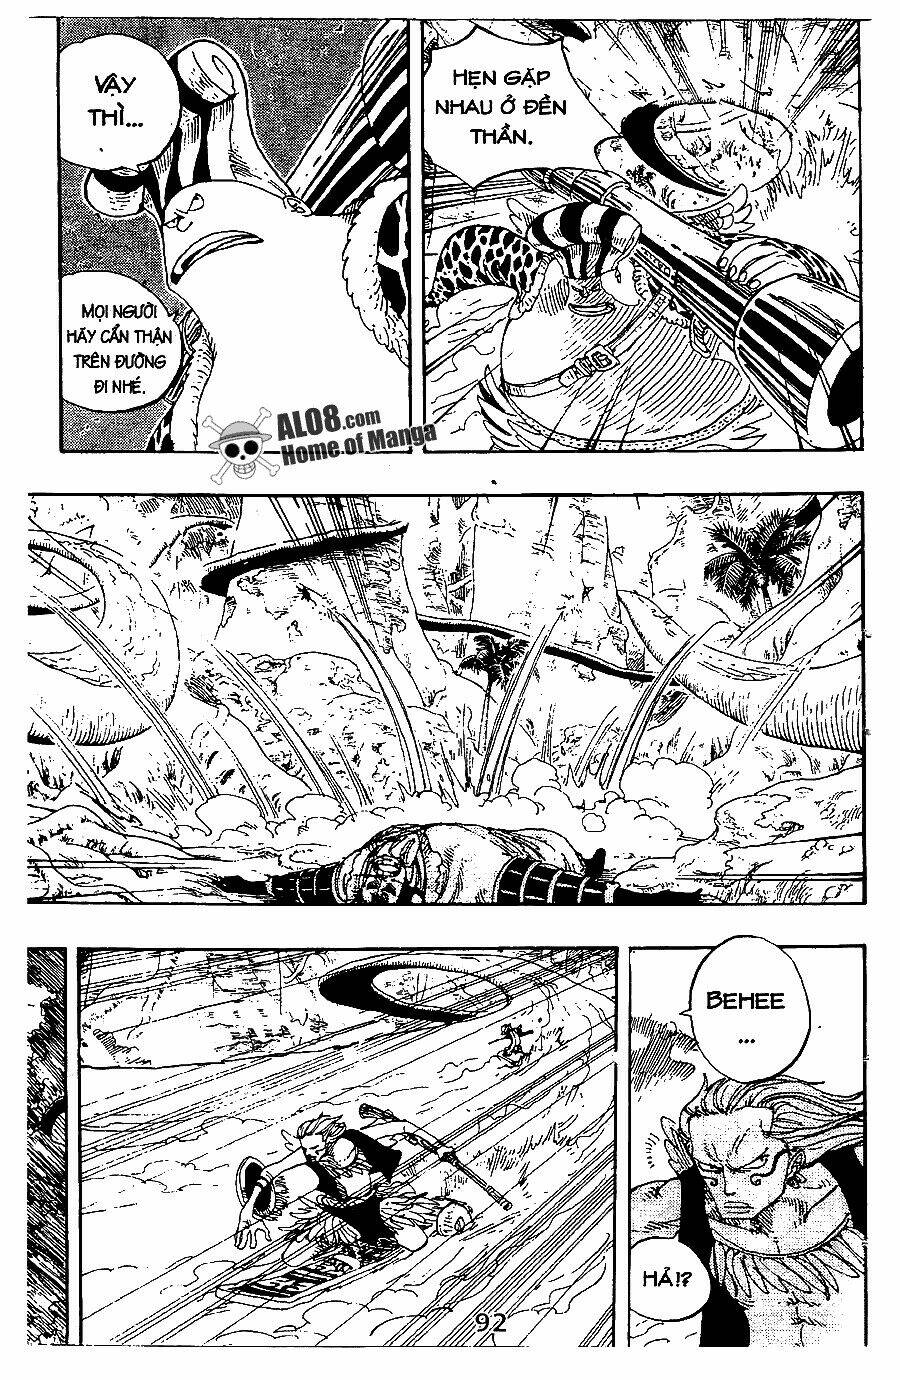 VẬY
THÌ...
MỌI NGƯỜI
HÃY CẨN THẬN
TRÊN ĐƯỜNG
ĐI NHÉ.
HẸN GẶP
NHAU Ở ĐỀN
THẦN.
AL08.com
Home of Manga
BEHEE
...
HẢ!?
92